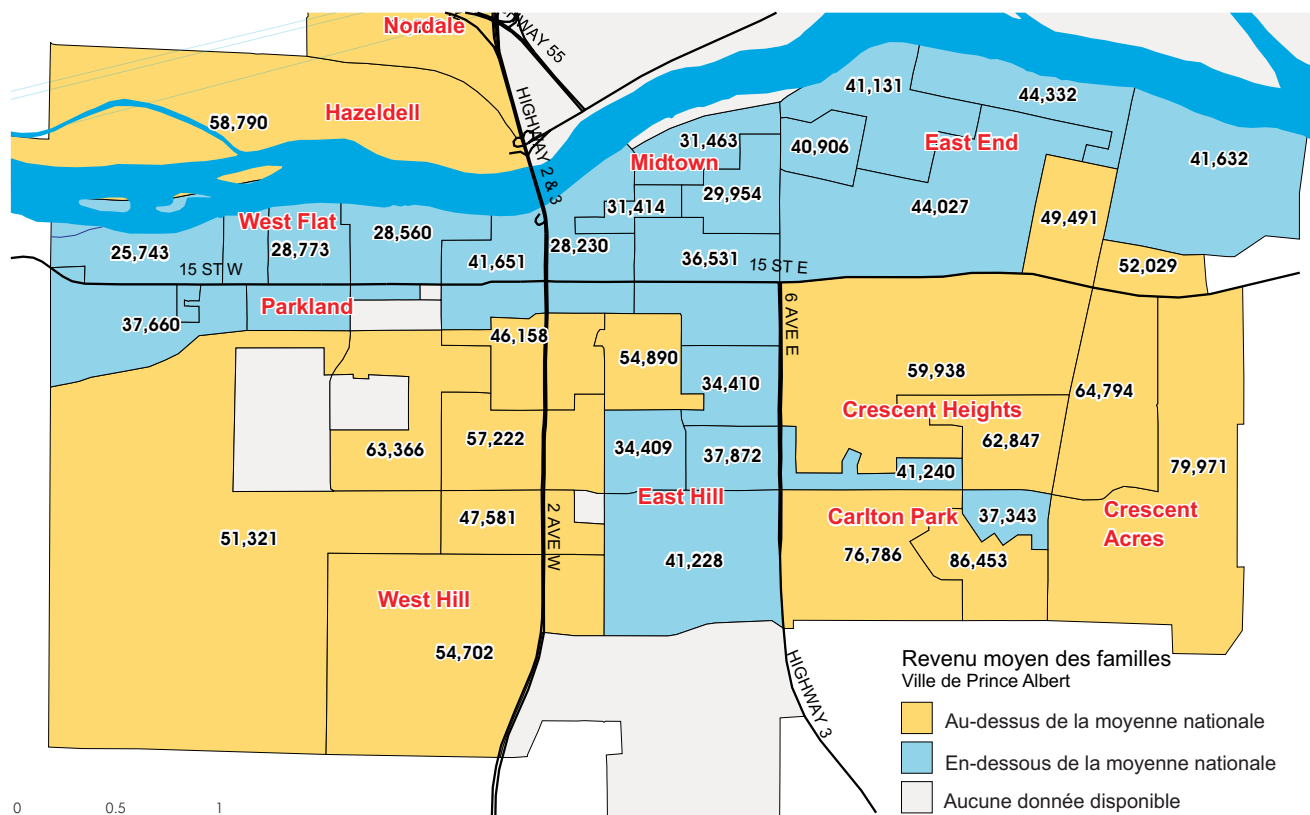 Nordale
HIGHWAY 55
41,131
44,332
Hazeldell
58,790
HIGHWAY 2 & 3
31,463
40,906
East End
Midtown
41,632
29,954
31,414
44,027
49,491
West Flat
28,560
25,743
28,773
28,230
41,651
36,531
15 ST W
15 ST E
52,029
Parkland
37,660
6 AVE E
46,158
54,890
34,410
59,938
64,794
Crescent Heights
57,222
63,366
34,409
37,872
62,847
41,240
79,971
East Hill
47,581
2 AVE W
Carlton Park
37,343
Crescent
Acres
51,321
41,228
76,786
86,453
West Hill
54,702
HIGHWAY 3
Revenu moyen des familles
Ville de Prince Albert
Au-dessus de la moyenne nationale
En-dessous de la moyenne nationale
Aucune donnée disponible
0 0.5 1